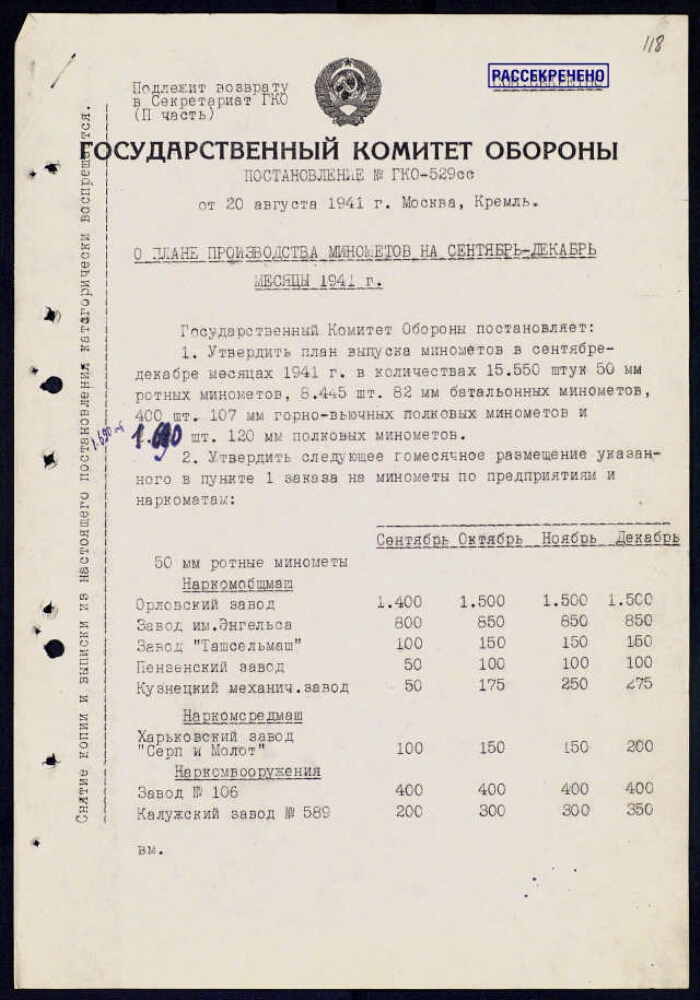 118
РАССЕКРЕЧЕНО
Подлежит возврату
в Секретариат ГКО
(П часть)
ГОСУДАРСТВЕННЫЙ КОМИТЕТ ОБОРОНЫ
ПОСТАНОВЛЕНИЕ № ГКО-529сс
от 20 августа 1941 г. Москва, Кремль.
О ПЛАНЕ ПРОИЗВОДСТВА МИНОМЕТОВ НА СЕНТЯБРЬ-ДЕКАБРЬ
МЕСЯЦЫ 1941 г.
Государственный Комитет Обороны постановляет:
1. Утвердить план выпуска минометов в сентябре-
декабре месяцах 1941 г. в количествах 15.550 штук 50 мм
ротных минометов, 8.445 шт. 82 мм батальонных минометов,
400 шт. 107 мм горно-вьючных полковых минометов и
1.690 шт. 120 мм полковых минометов.
2. Утвердить следующее помесячное размещение указан-
ного в пункте 1 заказа на минометы по предприятиям и
наркоматам:
Сентябрь Октябрь Ноябрь Декабрь
50 мм ротные минометы
Наркомобщмаш
Орловский завод 1.400 1.500 1.500 1.500
Завод им.Энгельса 800 850 850 850
Завод "Ташсельмаш" 100 150 150 150
Пензенский завод 50 100 100 100
Кузнецкий механич.завод 50 175 250 275
Наркомсредмаш
Харьковский завод
"Серп и Молот" 100 150 150 200
Наркомвооружения
Завод № 106 400 400 400 400
Калужский завод № 589 200 300 300 350
вм.
Снятие копии и выписки из настоящего постановления категорически воспрещается.